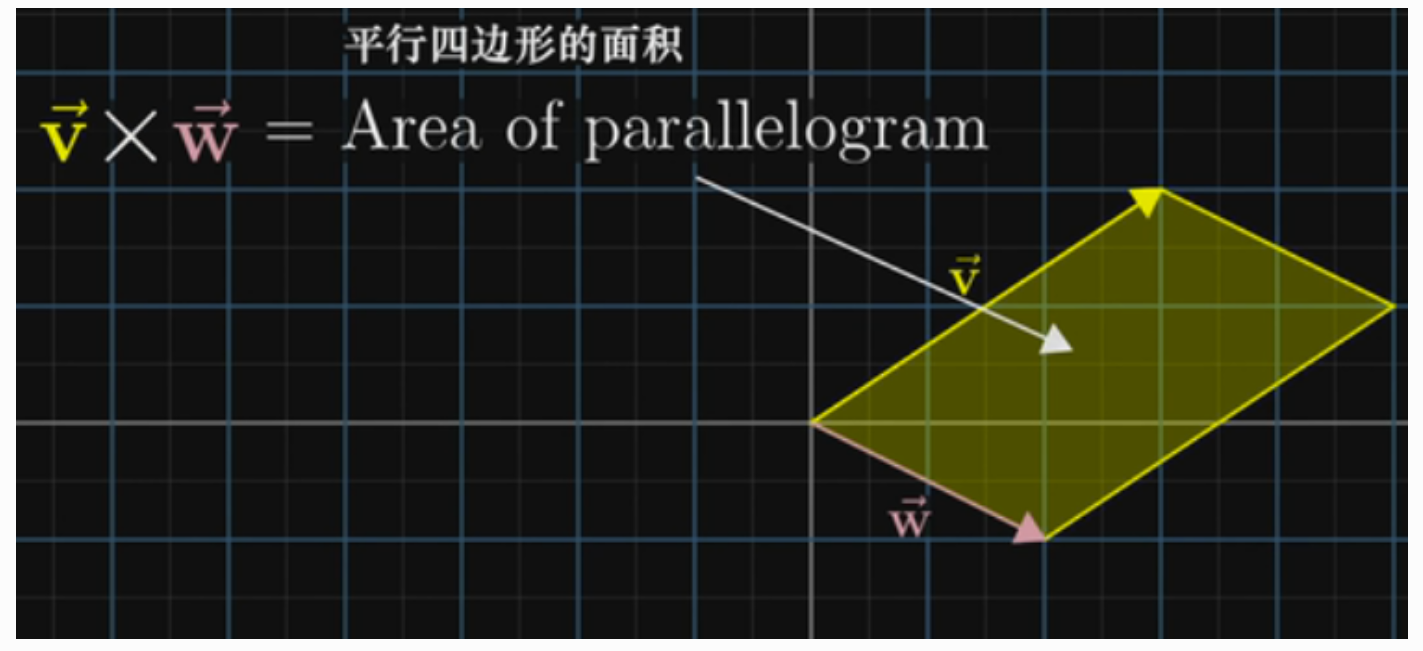 平行四边形的面积
v⃗ × w⃗ = Area of parallelogram
v⃗
w⃗